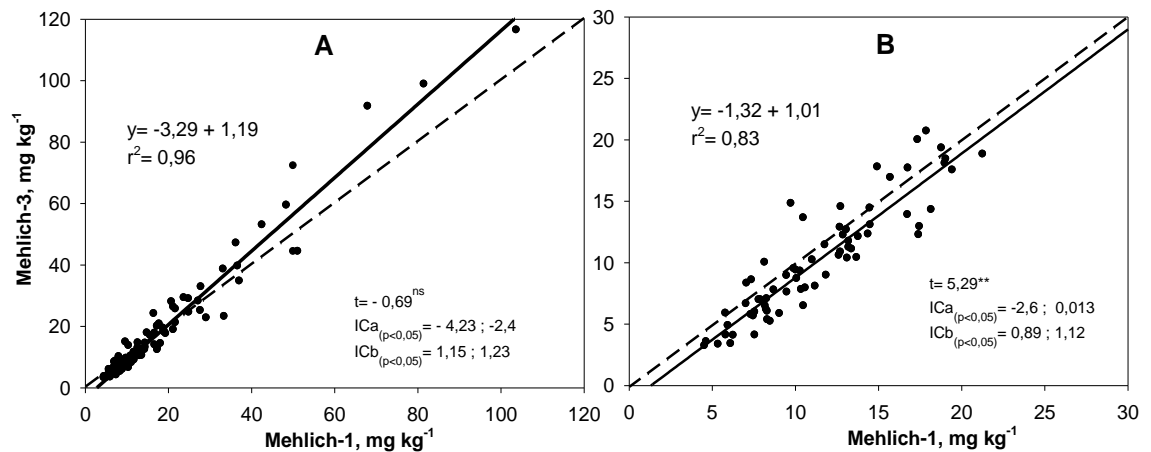 A
120
100
80
60
40
20
0
Mehlich-3, mg kg⁻¹
y= -3,29 + 1,19
r²= 0,96
t= - 0,69ⁿˢ
ICa(p<0,05)= - 4,23 ; -2,4
ICb(p<0,05)= 1,15 ; 1,23
0 20 40 60 80 100 120
Mehlich-1, mg kg⁻¹
B
30
25
20
15
10
5
0
y= -1,32 + 1,01
r²= 0,83
t= 5,29**
ICa(p<0,05)= -2,6 ; 0,013
ICb(p<0,05)= 0,89 ; 1,12
0 5 10 15 20 25 30
Mehlich-1, mg kg⁻¹